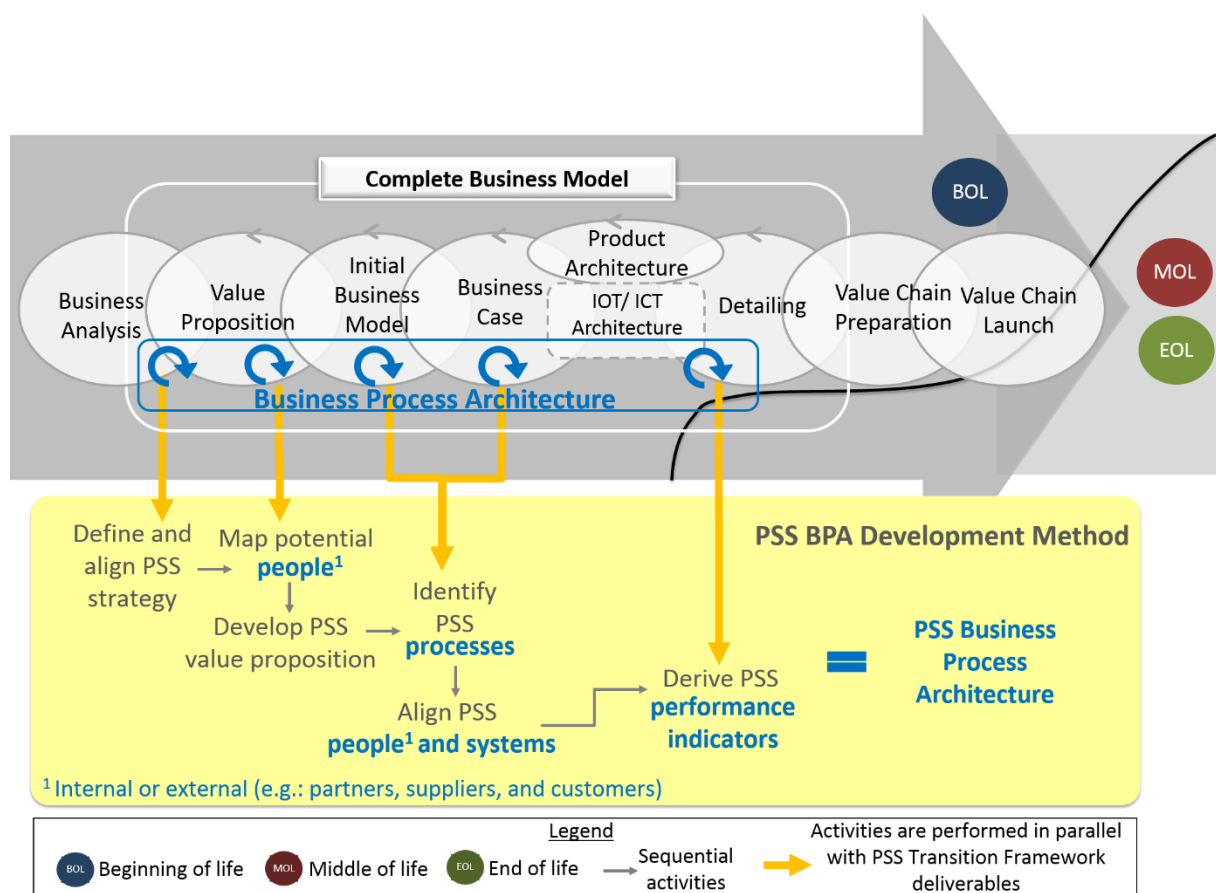 Complete Business Model
BOL
MOL
EOL
Business
Analysis
Value
Proposition
Initial
Business
Model
Business
Case
Product
Architecture
IOT/ ICT
Architecture
Detailing
Value Chain
Preparation
Value Chain
Launch
Business Process Architecture
PSS BPA Development Method
Define and
align PSS
strategy
Map potential
people¹
Develop PSS
value proposition
Identify
PSS
processes
Align PSS
people¹ and systems
Derive PSS
performance
indicators
=
PSS Business
Process
Architecture
¹ Internal or external (e.g.: partners, suppliers, and customers)
Legend
BOL Beginning of life
MOL Middle of life
EOL End of life
Sequential
activities
Activities are performed in parallel
with PSS Transition Framework
deliverables